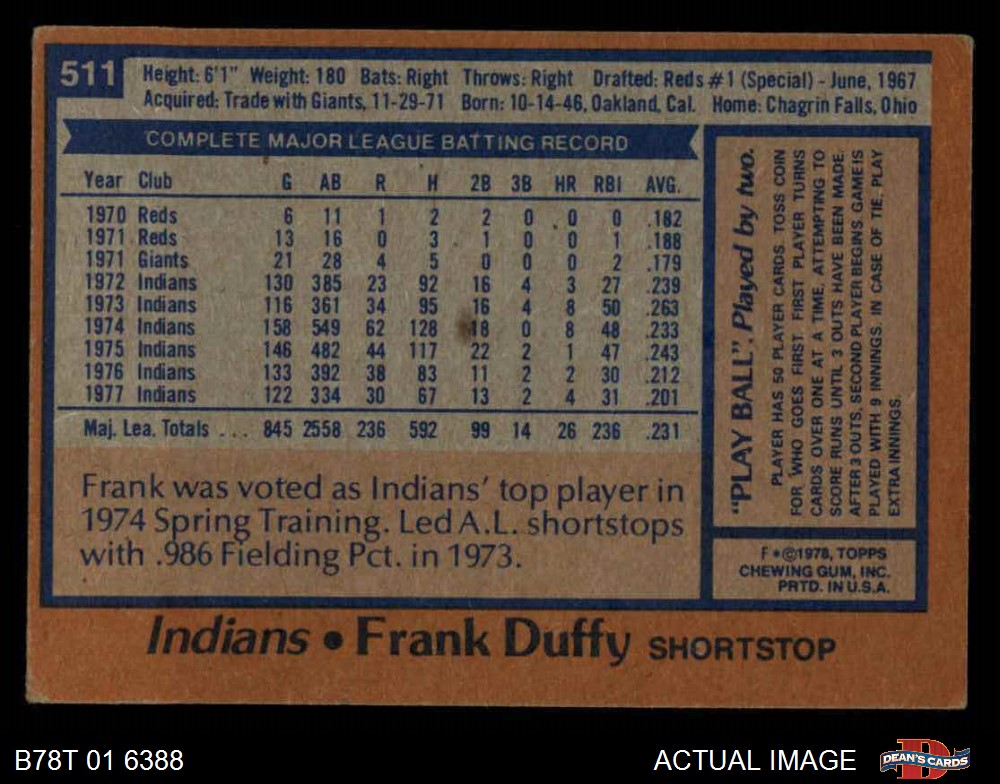 511
Height: 6'1" Weight: 180 Bats: Right Throws: Right Drafted: Reds #1 (Special) - June, 1967
Acquired: Trade with Giants, 11-29-71 Born: 10-14-46, Oakland, Cal. Home: Chagrin Falls, Ohio
COMPLETE MAJOR LEAGUE BATTING RECORD
Year Club G AB R H 2B 3B HR RBI AVG.
1970 Reds 6 11 1 2 2 0 0 0 .182
1971 Reds 13 16 0 3 1 0 0 1 .188
1971 Giants 21 28 4 5 0 0 0 2 .179
1972 Indians 130 385 23 92 16 4 3 27 .239
1973 Indians 116 361 34 95 16 4 8 50 .263
1974 Indians 158 549 62 128 18 0 8 48 .233
1975 Indians 146 482 44 117 22 2 1 47 .243
1976 Indians 133 392 38 83 11 2 2 30 .212
1977 Indians 122 334 30 67 13 2 4 31 .201
Maj. Lea. Totals ... 845 2558 236 592 99 14 26 236 .231
Frank was voted as Indians' top player in
1974 Spring Training. Led A.L. shortstops
with .986 Fielding Pct. in 1973.
"PLAY BALL". Played by two.
PLAYER HAS 50 PLAYER CARDS TOSS COIN
FOR WHO GOES FIRST. FIRST PLAYER TURNS
CARDS OVER ONE AT A TIME, ATTEMPTING TO
SCORE RUNS UNTIL 3 OUTS HAVE BEEN MADE.
AFTER 3 OUTS, SECOND PLAYER BEGINS. GAME IS
PLAYED WITH 9 INNINGS. IN CASE OF TIE, PLAY
EXTRA INNINGS.
F • ©1978, TOPPS
CHEWING GUM, INC.
PRTD. IN U.S.A.
Indians • Frank Duffy SHORTSTOP
B78T 01 6388
ACTUAL IMAGE
D
DEAN'S CARDS